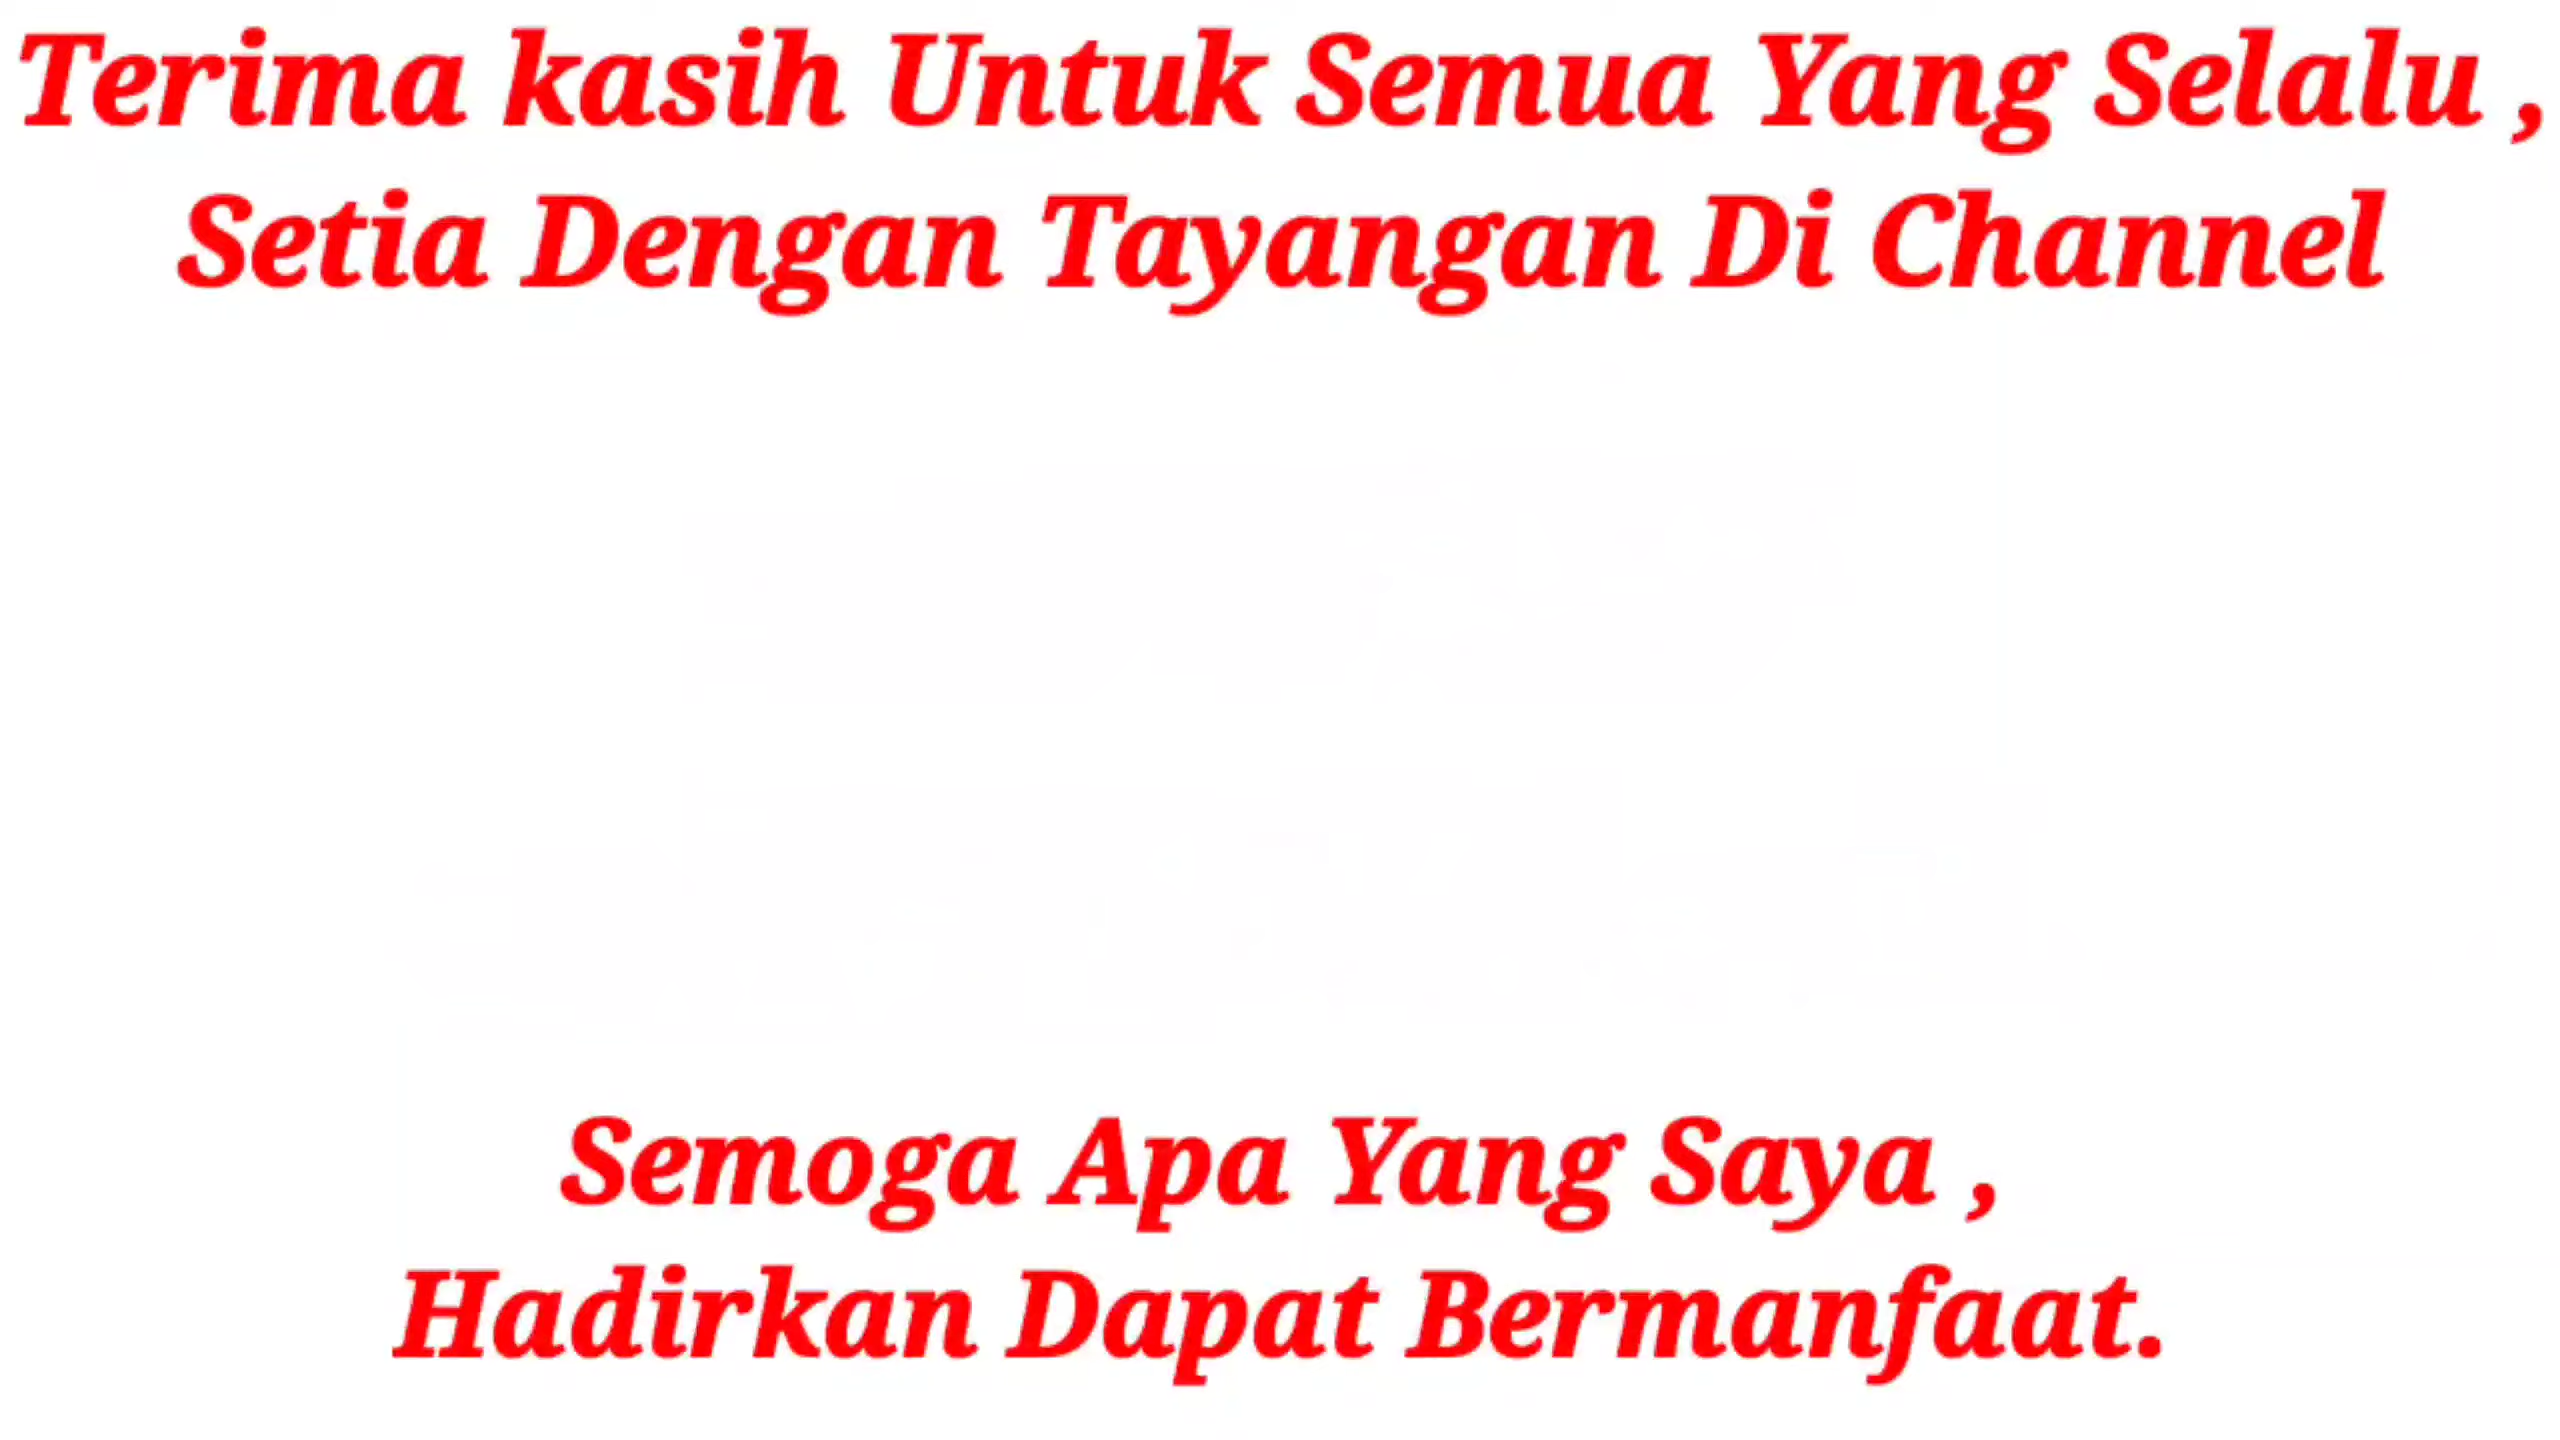 Terima kasih Untuk Semua Yang Selalu ,
Setia Dengan Tayangan Di Channel
Semoga Apa Yang Saya ,
Hadirkan Dapat Bermanfaat.